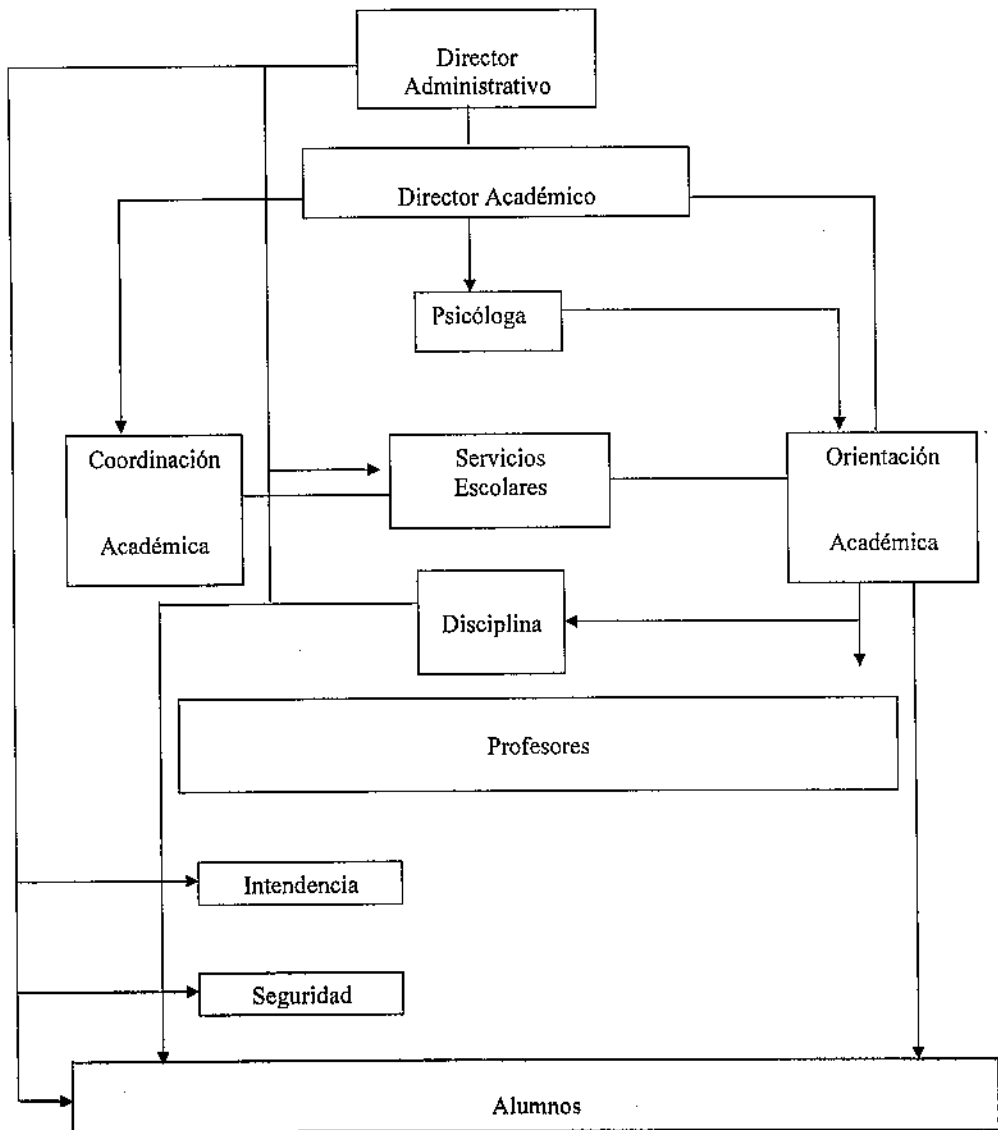 Director
Administrativo
Director Académico
Psicóloga
Coordinación
Académica
Servicios
Escolares
Orientación
Académica
Disciplina
Profesores
Intendencia
Seguridad
Alumnos